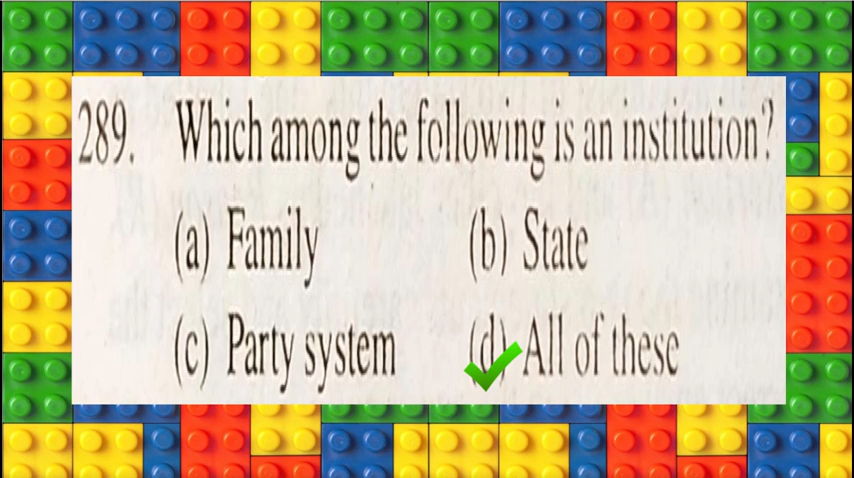 289. Which among the following is an institution?
(a) Family (b) State
(c) Party system (d) All of these